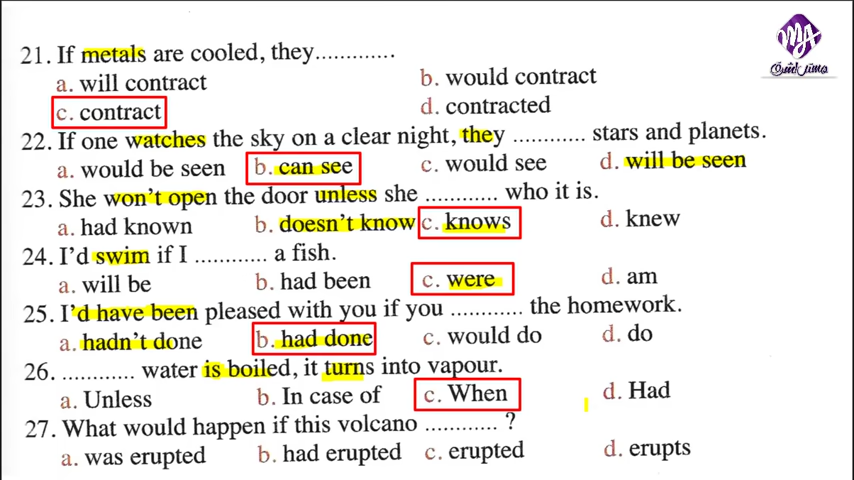 MA
مستر انتيكة
21. If metals are cooled, they.............
a. will contract b. would contract
c. contract d. contracted
22. If one watches the sky on a clear night, they ............ stars and planets.
a. would be seen b. can see c. would see d. will be seen
23. She won't open the door unless she ............ who it is.
a. had known b. doesn't know c. knows d. knew
24. I'd swim if I ............ a fish.
a. will be b. had been c. were d. am
25. I'd have been pleased with you if you ............ the homework.
a. hadn't done b. had done c. would do d. do
26. ............ water is boiled, it turns into vapour.
a. Unless b. In case of c. When d. Had
27. What would happen if this volcano ............ ?
a. was erupted b. had erupted c. erupted d. erupts